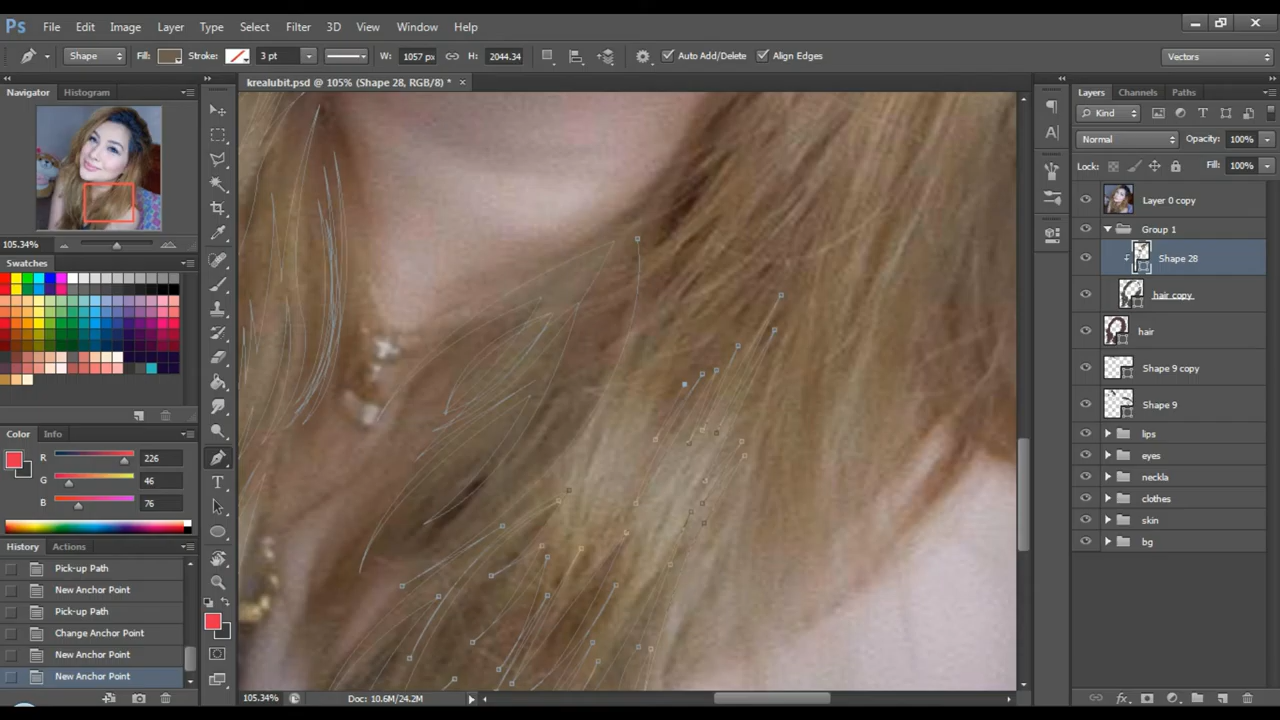 Ps File Edit Image Layer Type Select Filter 3D View Window Help
Shape Fill: Stroke: 3 pt W: 1057 px H: 2044.34 Auto Add/Delete Align Edges Vectors
Navigator Histogram
krealubit.psd @ 105% (Shape 28, RGB/8) *
Layers Channels Paths
Kind
Normal Opacity: 100%
Lock: Fill: 100%
Layer 0 copy
Group 1
Shape 28
hair copy
hair
Shape 9 copy
Shape 9
lips
eyes
neckla
clothes
skin
bg
105.34%
Swatches
Color Info
R 226
G 46
B 76
History Actions
Pick-up Path
New Anchor Point
Pick-up Path
Change Anchor Point
New Anchor Point
New Anchor Point
105.34% Doc: 10.6M/24.2M